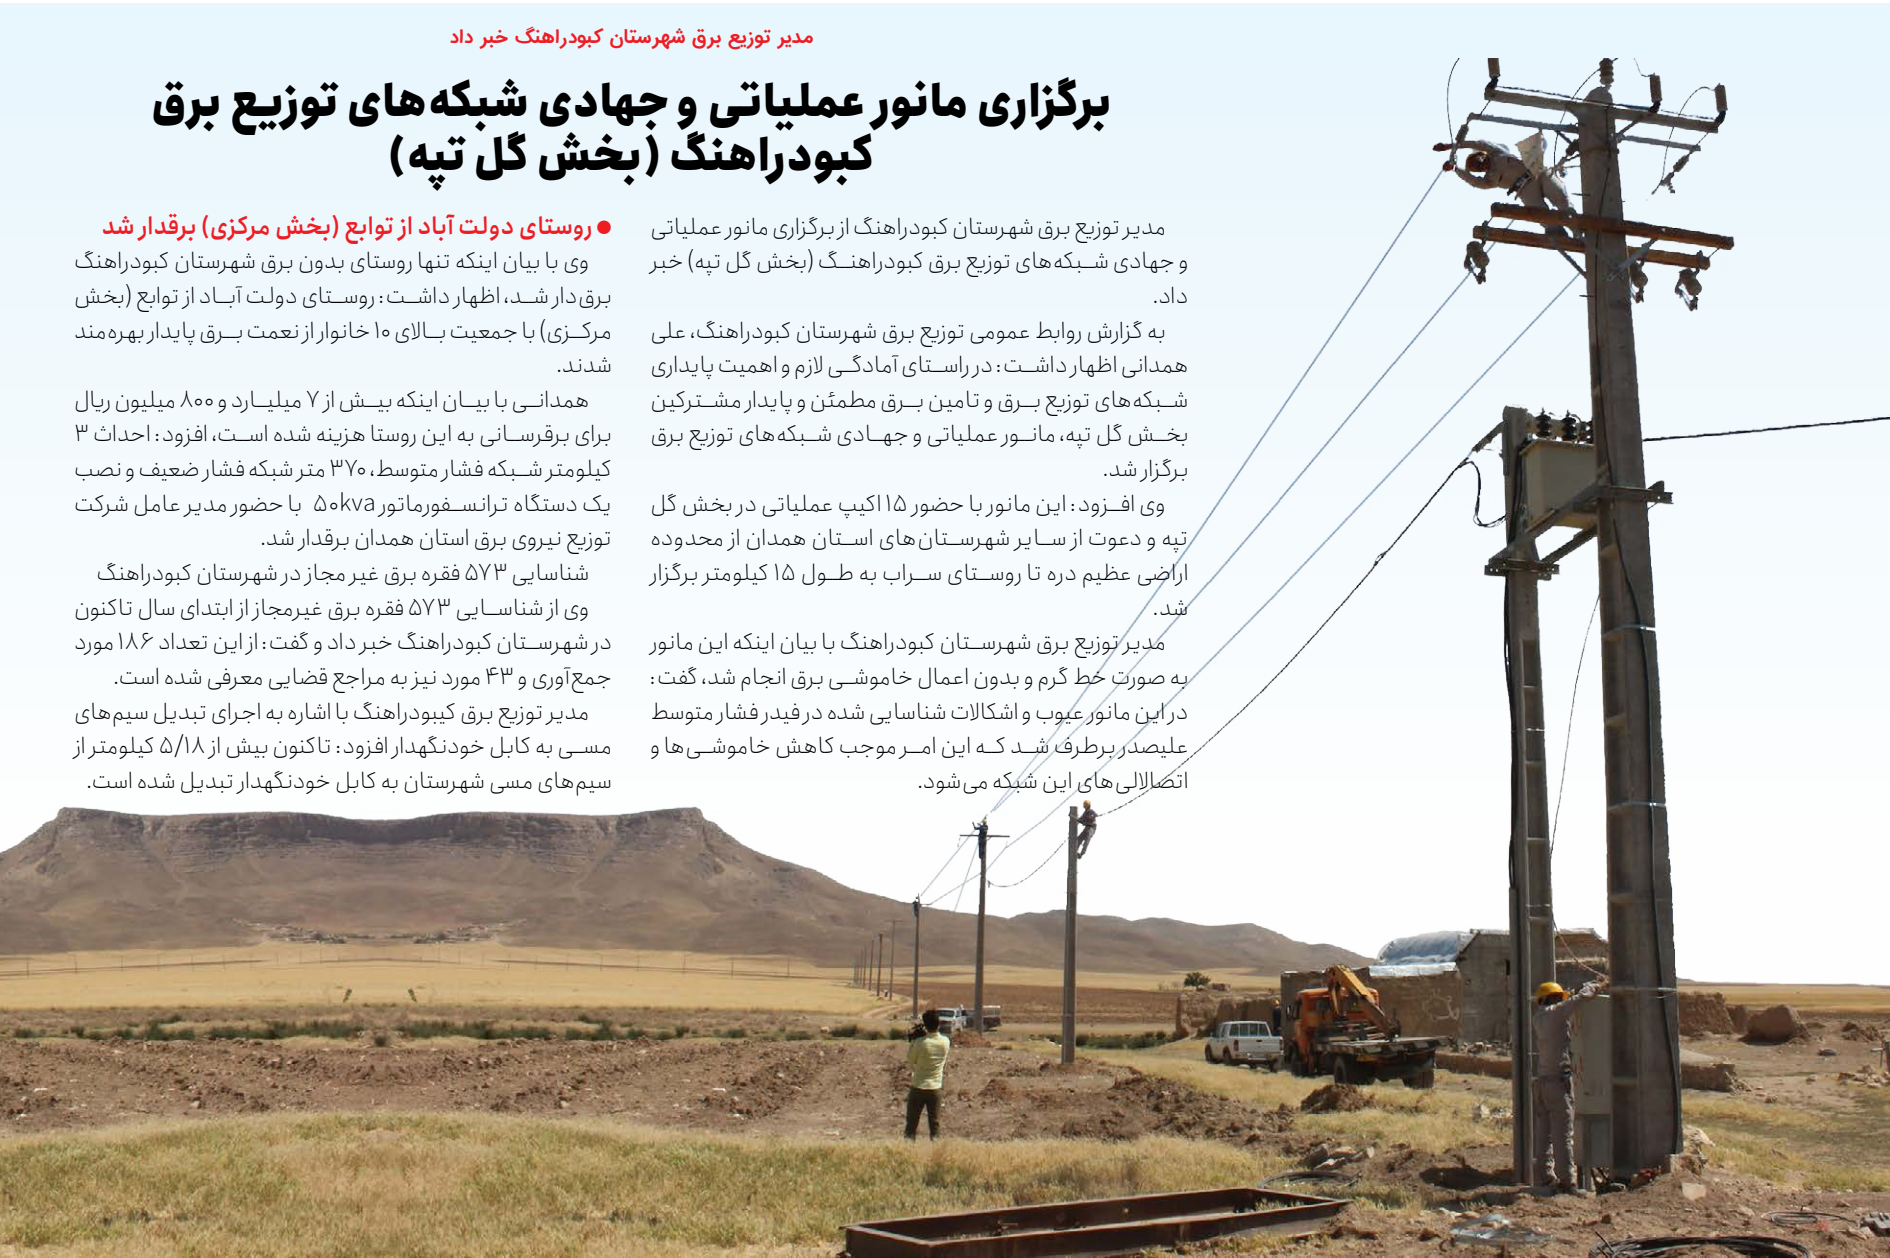 مدیر توزیع برق شهرستان کبودراهنگ خبر داد
برگزاری مانور عملیاتی و جهادی شبکه‌های توزیع برق
کبودراهنگ (بخش گل تپه)
مدیر توزیع برق شهرستان کبودراهنگ از برگزاری مانور عملیاتی
و جهادی شبکه‌های توزیع برق کبودراهنگ (بخش گل تپه) خبر
داد.
به گزارش روابط عمومی توزیع برق شهرستان کبودراهنگ، علی
همدانی اظهار داشت: در راستای آمادگی لازم و اهمیت پایداری
شبکه‌های توزیع برق و تامین برق مطمئن و پایدار مشترکین
بخش گل تپه، مانور عملیاتی و جهادی شبکه‌های توزیع برق
برگزار شد.
وی افزود: این مانور با حضور ۱۵ اکیپ عملیاتی در بخش گل
تپه و دعوت از سایر شهرستان‌های استان همدان از محدوده
اراضی عظیم دره تا روستای سراب به طول ۱۵ کیلومتر برگزار
شد.
مدیر توزیع برق شهرستان کبودراهنگ با بیان اینکه این مانور
به صورت خط گرم و بدون اعمال خاموشی برق انجام شد، گفت:
در این مانور عیوب و اشکالات شناسایی شده در فیدر فشار متوسط
علیصدر برطرف شد که این امر موجب کاهش خاموشی‌ها و
اتصالالی‌های این شبکه می‌شود.
● روستای دولت آباد از توابع (بخش مرکزی) برقدار شد
وی با بیان اینکه تنها روستای بدون برق شهرستان کبودراهنگ
برق‌دار شد، اظهار داشت: روستای دولت آباد از توابع (بخش
مرکزی) با جمعیت بالای ۱۰ خانوار از نعمت برق پایدار بهره‌مند
شدند.
همدانی با بیان اینکه بیش از ۷ میلیارد و ۸۰۰ میلیون ریال
برای برقرسانی به این روستا هزینه شده است، افزود: احداث ۳
کیلومتر شبکه فشار متوسط، ۳۷۰ متر شبکه فشار ضعیف و نصب
یک دستگاه ترانسفورماتور ۵۰kva با حضور مدیر عامل شرکت
توزیع نیروی برق استان همدان برقدار شد.
شناسایی ۵۷۳ فقره برق غیر مجاز در شهرستان کبودراهنگ
وی از شناسایی ۵۷۳ فقره برق غیرمجاز از ابتدای سال تاکنون
در شهرستان کبودراهنگ خبر داد و گفت: از این تعداد ۱۸۶ مورد
جمع‌آوری و ۴۳ مورد نیز به مراجع قضایی معرفی شده است.
مدیر توزیع برق کیبودراهنگ با اشاره به اجرای تبدیل سیم‌های
مسی به کابل خودنگهدار افزود: تاکنون بیش از ۵/۱۸ کیلومتر از
سیم‌های مسی شهرستان به کابل خودنگهدار تبدیل شده است.